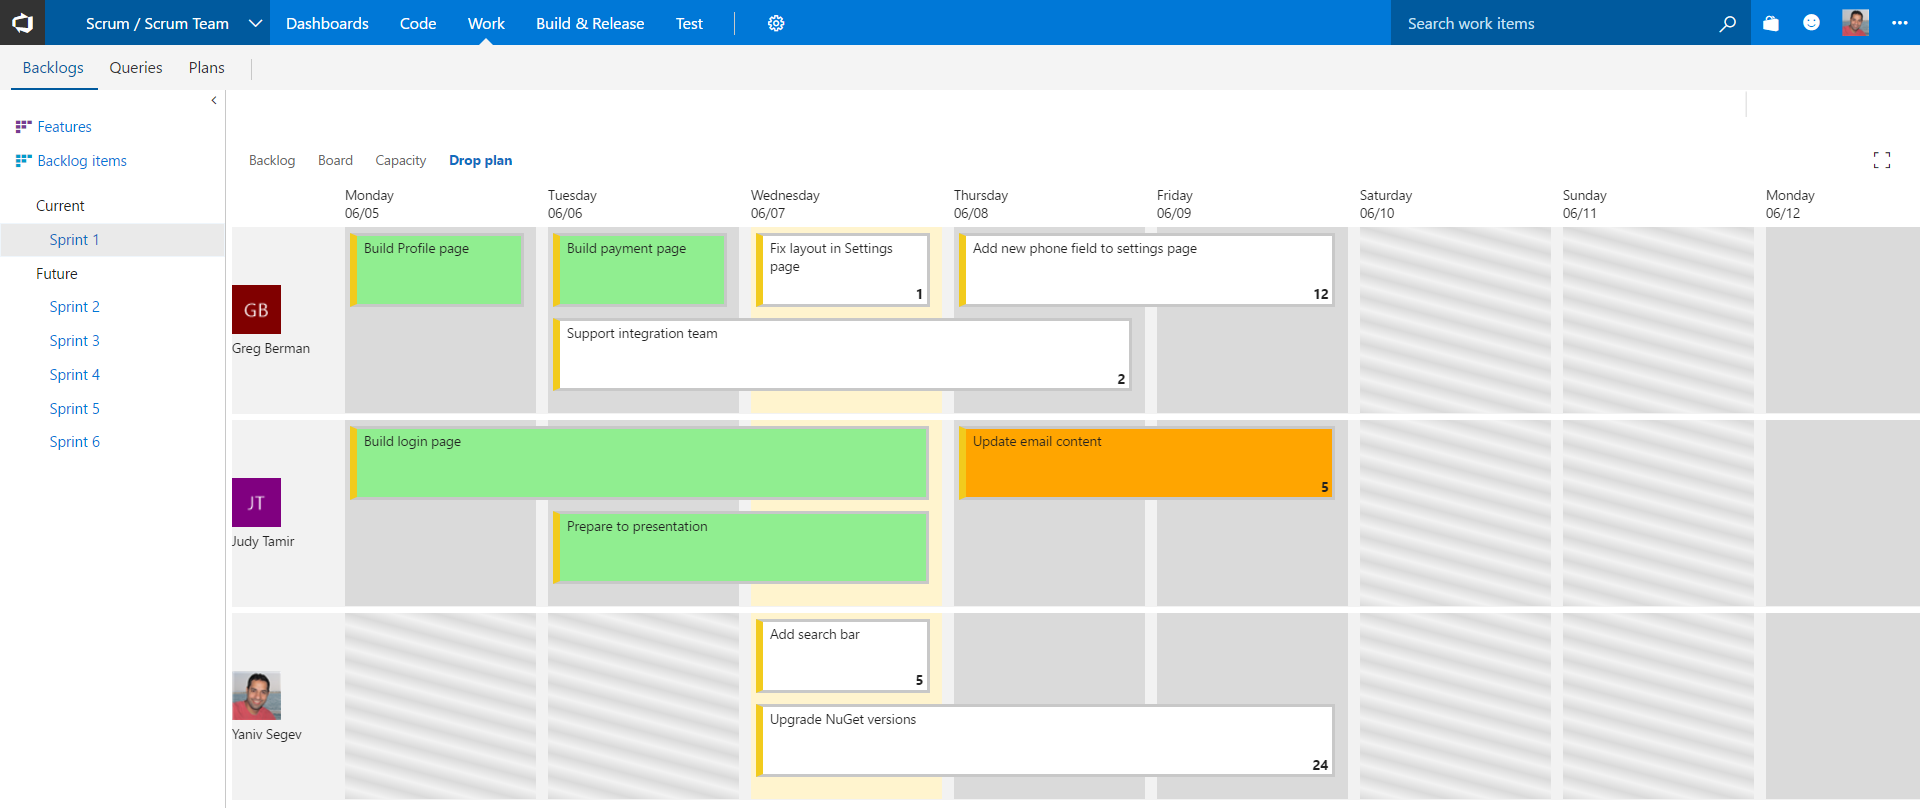 Scrum / Scrum Team
Dashboards
Code
Work
Build & Release
Test
Search work items
Backlogs
Queries
Plans
Features
Backlog items
Current
Sprint 1
Future
Sprint 2
Sprint 3
Sprint 4
Sprint 5
Sprint 6
Backlog
Board
Capacity
Drop plan
Monday
06/05
Tuesday
06/06
Wednesday
06/07
Thursday
06/08
Friday
06/09
Saturday
06/10
Sunday
06/11
Monday
06/12
GB
Greg Berman
Build Profile page
Build payment page
Fix layout in Settings
page
1
Add new phone field to settings page
12
Support integration team
2
JT
Judy Tamir
Build login page
Update email content
5
Prepare to presentation
Yaniv Segev
Add search bar
5
Upgrade NuGet versions
24